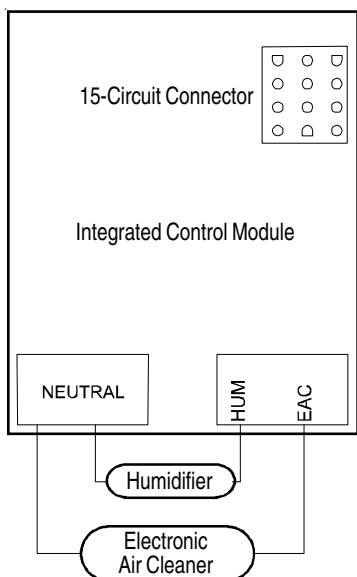 15-Circuit Connector
Integrated Control Module
NEUTRAL
HUM
EAC
Humidifier
Electronic
Air Cleaner